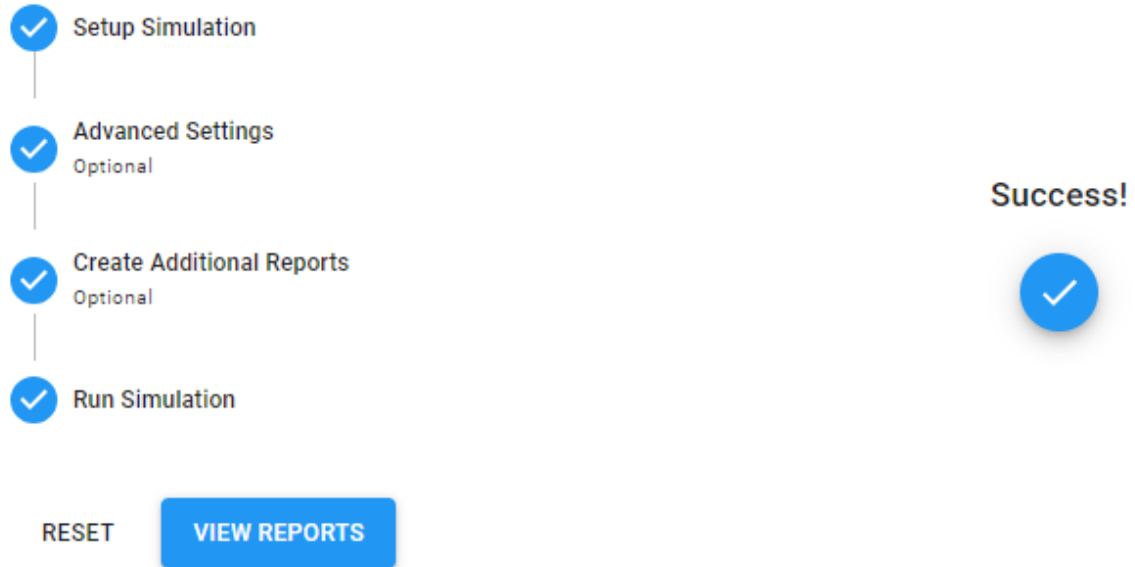 Setup Simulation
Advanced Settings
Optional
Success!
Create Additional Reports
Optional
Run Simulation
RESET
VIEW REPORTS